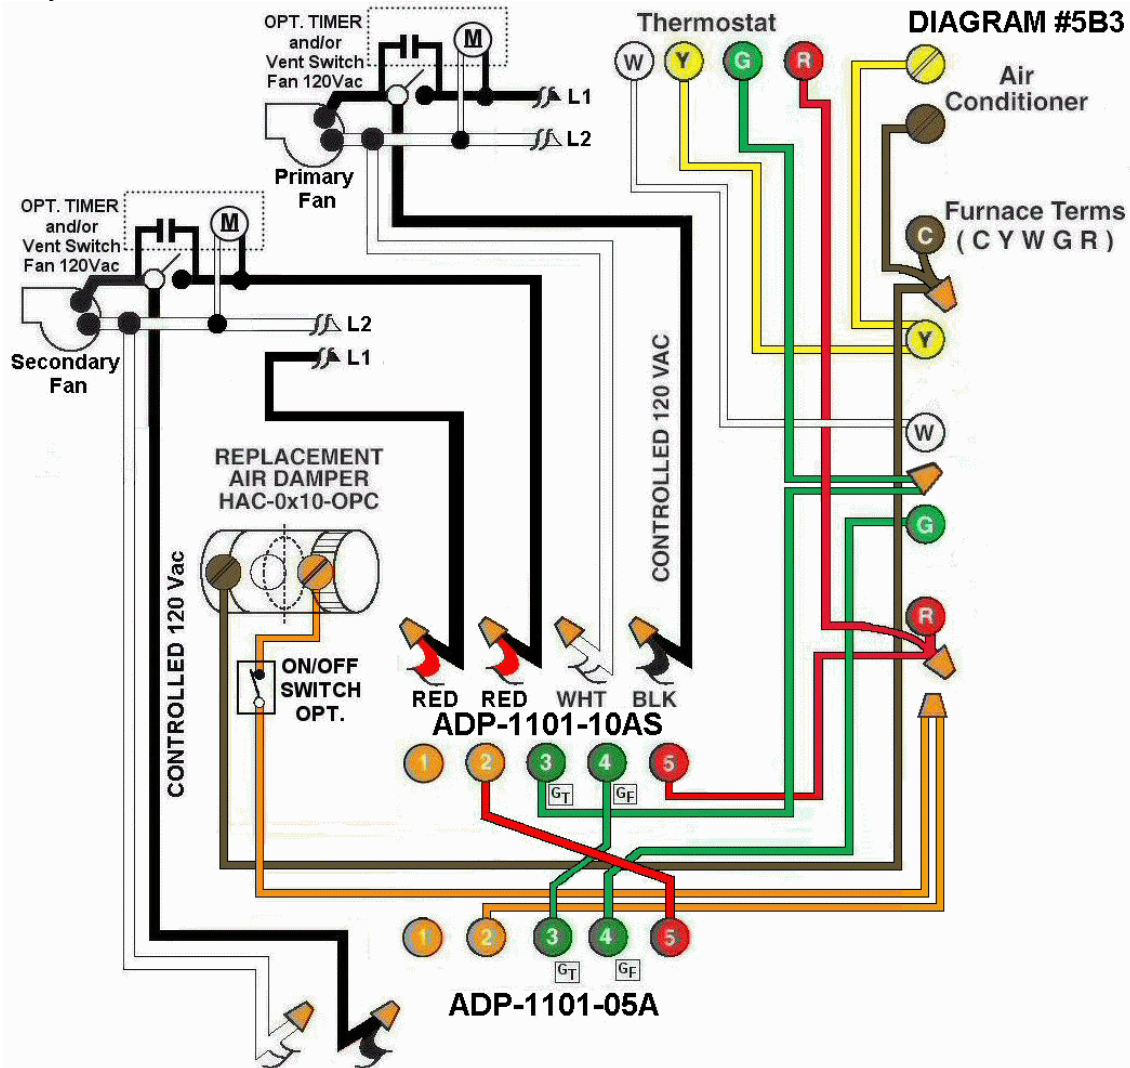 DIAGRAM #5B3
OPT. TIMER
and/or
Vent Switch
Fan 120Vac
M
L1
L2
Primary
Fan
Thermostat
W Y G R
Air
Conditioner
C
Furnace Terms
( C Y W G R )
Y
W
G
R
OPT. TIMER
and/or
Vent Switch
Fan 120Vac
M
L2
L1
Secondary
Fan
REPLACEMENT
AIR DAMPER
HAC-0x10-OPC
CONTROLLED 120 Vac
CONTROLLED 120 VAC
ON/OFF
SWITCH
OPT.
RED RED WHT BLK
ADP-1101-10AS
1 2 3 4 5
GT GF
1 2 3 4 5
GT GF
ADP-1101-05A